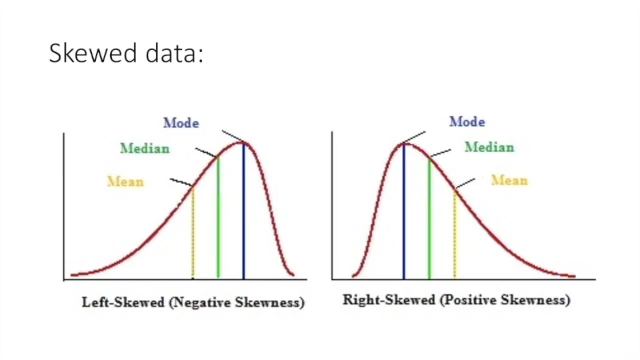 Skewed data:
Mode
Median
Mean
Left-Skewed (Negative Skewness)
Mode
Median
Mean
Right-Skewed (Positive Skewness)